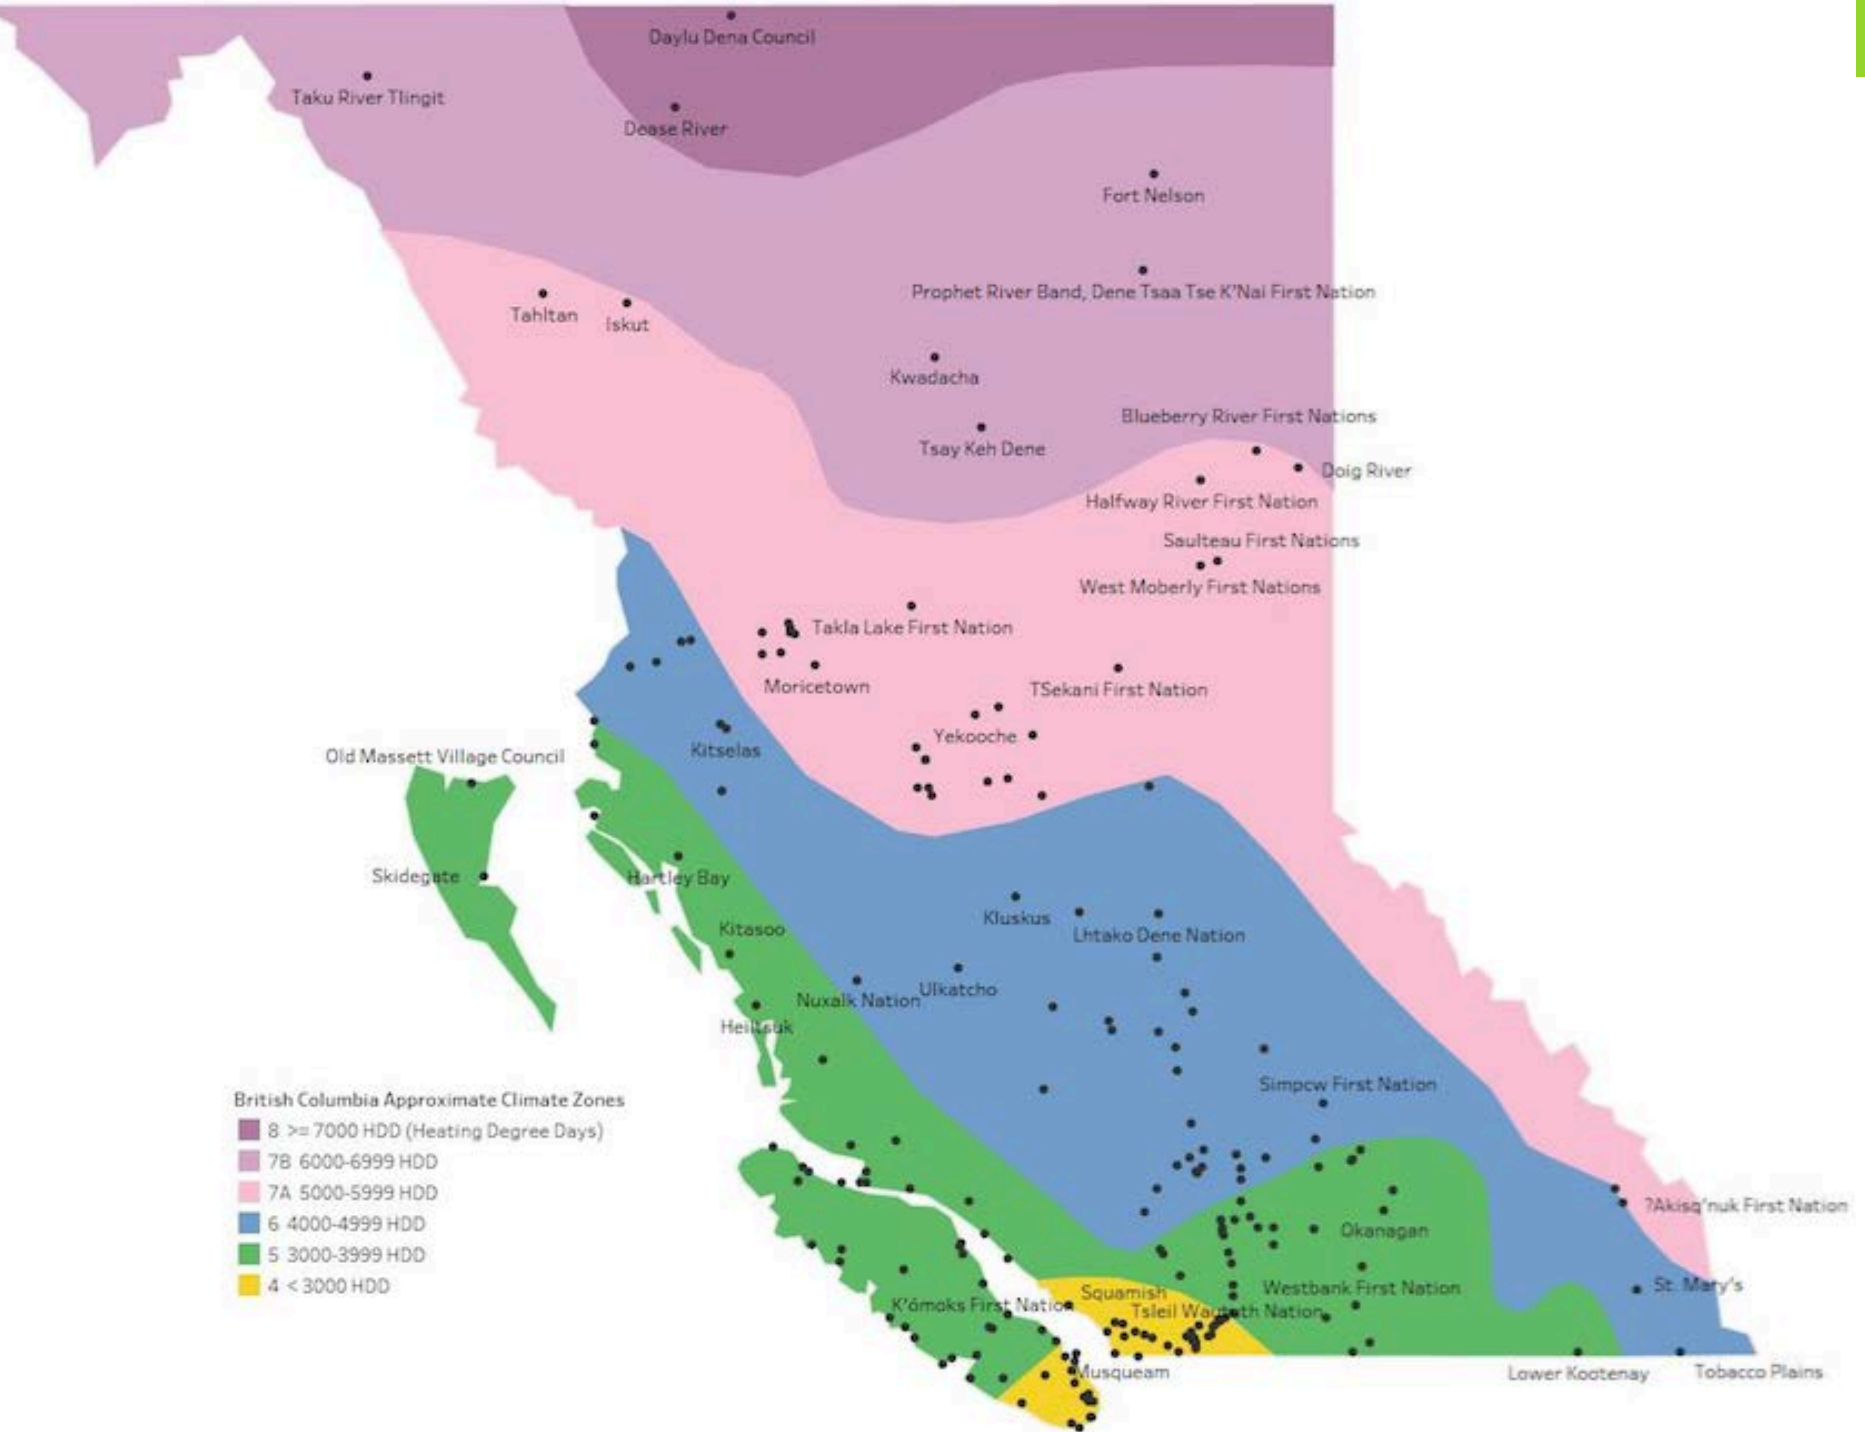 Daylu Dena Council
Taku River Tlingit
Dease River
Fort Nelson
Prophet River Band, Dene Tsaa Tse K'Nai First Nation
Tahltan
Iskut
Kwadacha
Blueberry River First Nations
Tsay Keh Dene
Doig River
Halfway River First Nation
Saulteau First Nations
West Moberly First Nations
Takla Lake First Nation
Moricetown
TSekani First Nation
Yekooche
Kitselas
Old Massett Village Council
Skidegate
Hartley Bay
Kluskus
Kitasoo
Lhtako Dene Nation
Ulkatcho
Nuxalk Nation
Heiltsuk
Simpcw First Nation
British Columbia Approximate Climate Zones
8 >= 7000 HDD (Heating Degree Days)
7B 6000-6999 HDD
7A 5000-5999 HDD
6 4000-4999 HDD
5 3000-3999 HDD
4 < 3000 HDD
?Akisq'nuk First Nation
Okanagan
St. Mary's
Westbank First Nation
Squamish
K'ómoks First Nation
Tsleil Waututh Nation
Musqueam
Lower Kootenay
Tobacco Plains